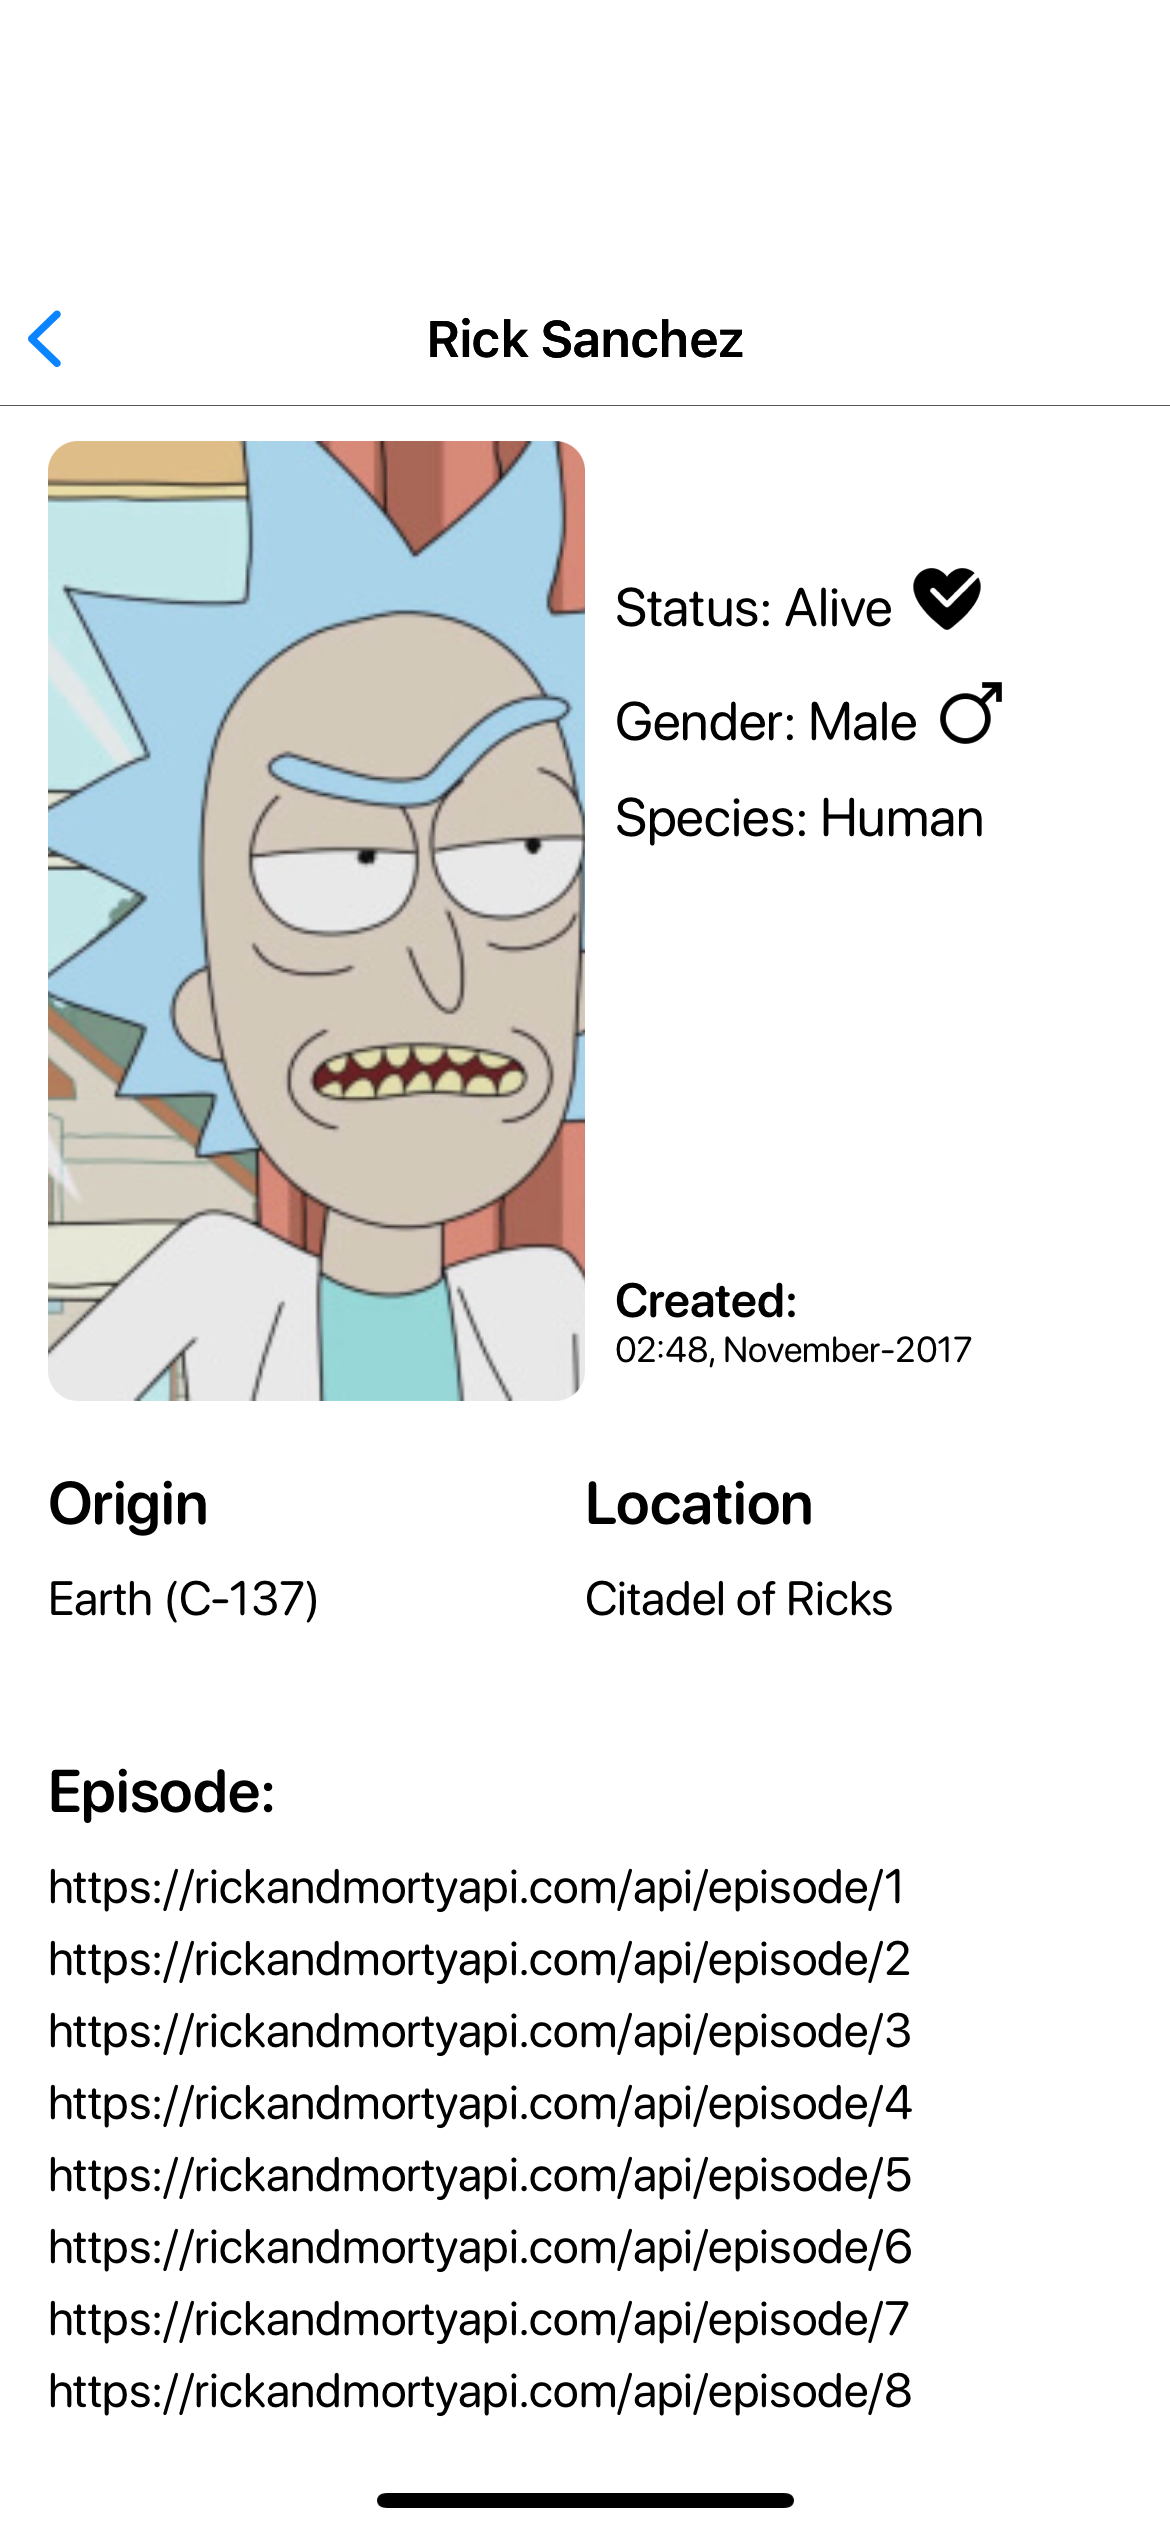 Rick Sanchez
Status: Alive
Gender: Male
Species: Human
Created:
02:48, November-2017
Origin
Location
Earth (C-137)
Citadel of Ricks
Episode:
https://rickandmortyapi.com/api/episode/1
https://rickandmortyapi.com/api/episode/2
https://rickandmortyapi.com/api/episode/3
https://rickandmortyapi.com/api/episode/4
https://rickandmortyapi.com/api/episode/5
https://rickandmortyapi.com/api/episode/6
https://rickandmortyapi.com/api/episode/7
https://rickandmortyapi.com/api/episode/8